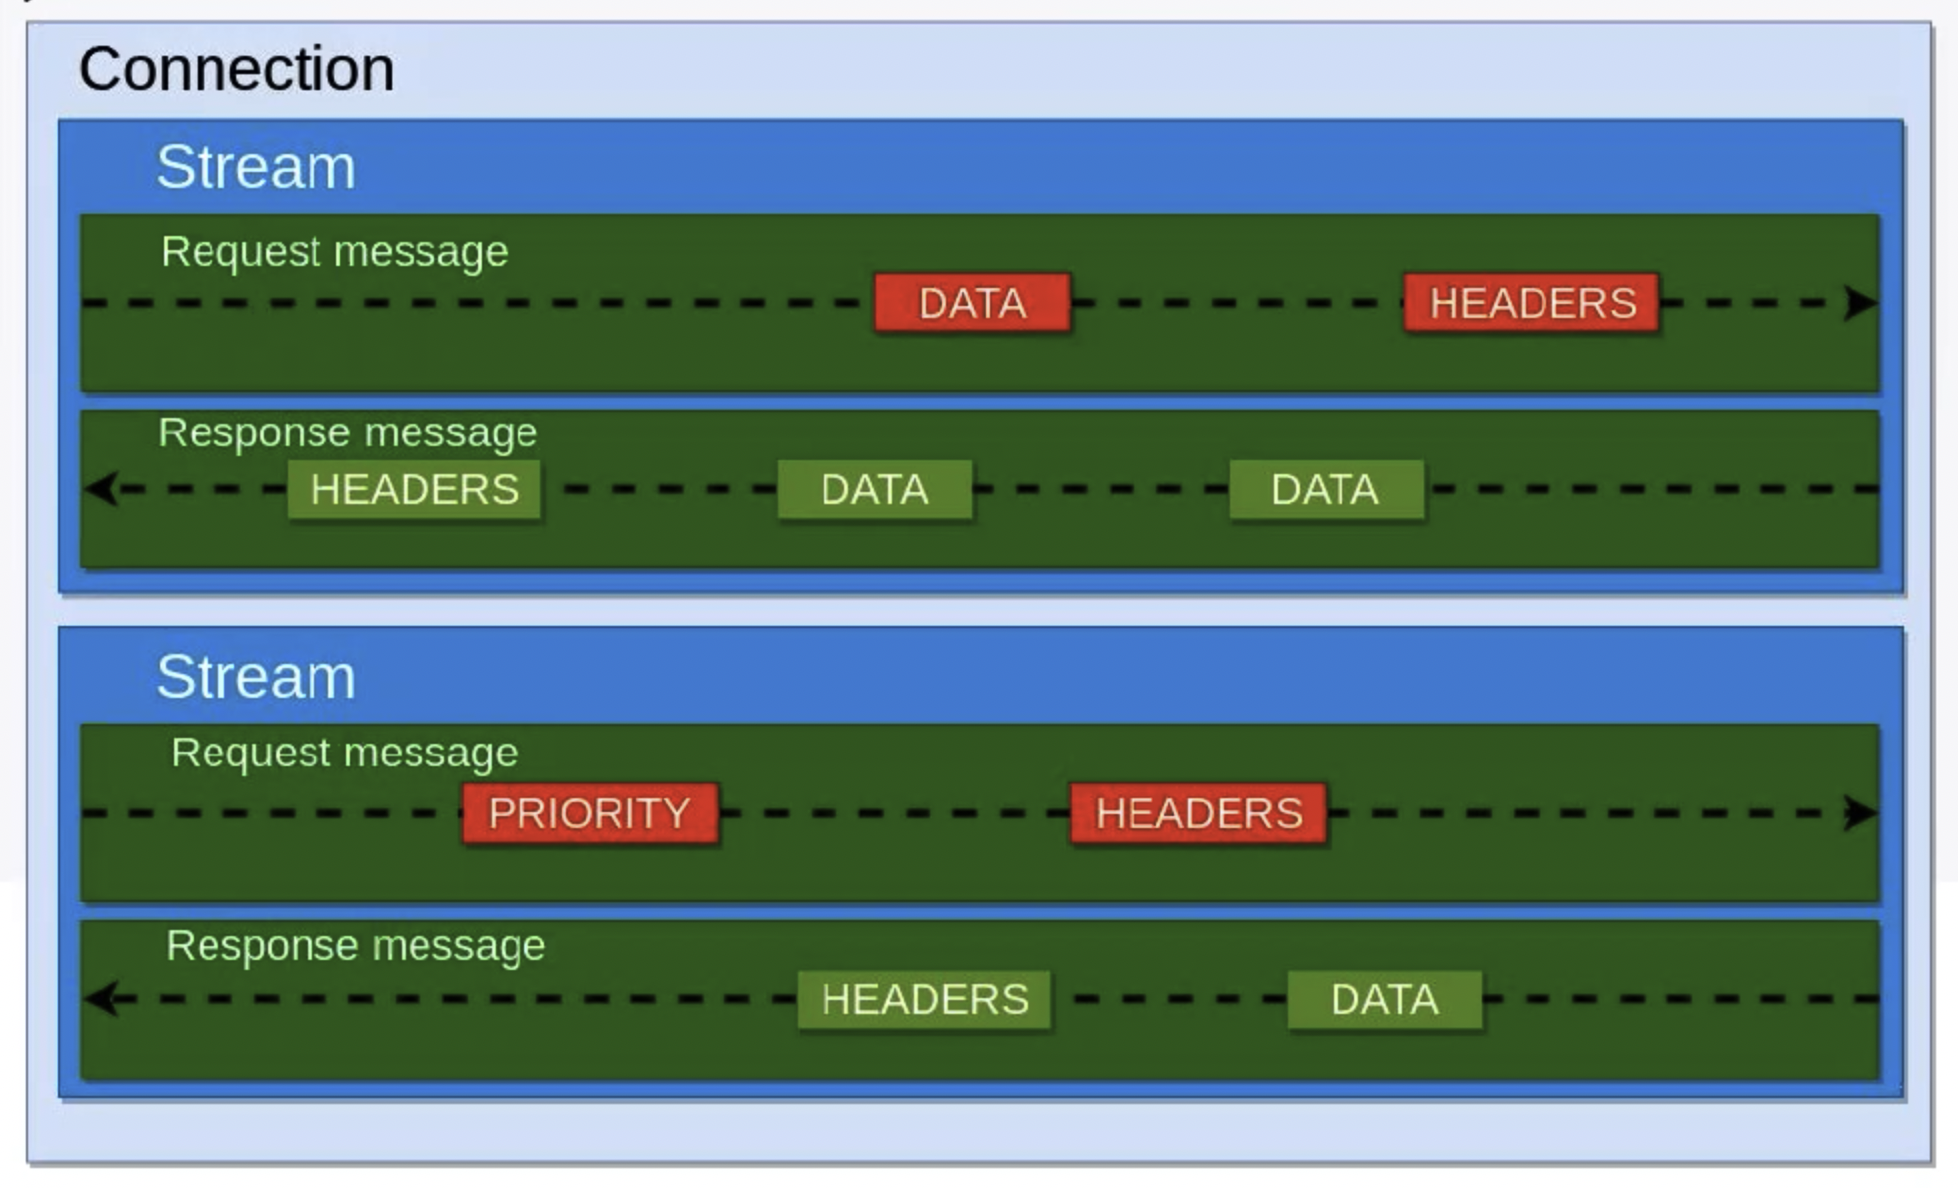 Connection
Stream
Request message
DATA HEADERS
Response message
HEADERS DATA DATA
Stream
Request message
PRIORITY HEADERS
Response message
HEADERS DATA